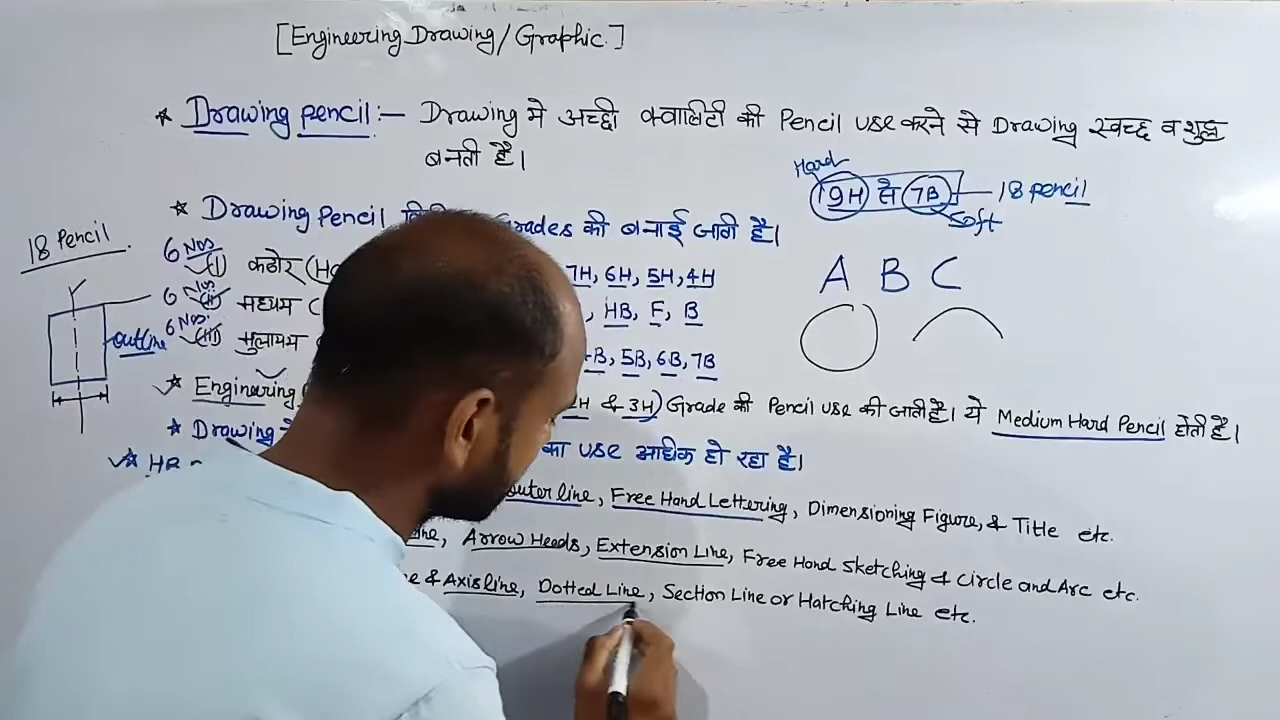 [Engineering Drawing/Graphic.]
* Drawing pencil:— Drawing मे अच्छी क्वालिटी की Pencil use करने से Drawing स्वच्छ व शुद्ध
बनती है।
Hard
9H से 7B — 18 pencil
Soft
* Drawing Pencil Grades की बनाई जाती है।
18 Pencil
6 Nos (i) कठोर 7H, 6H, 5H, 4H
6 Nos (ii) मध्यम HB, F, B
6 Nos. (iii) मुलायम 5B, 6B, 7B
outline
A B C
* Engineering & 3H) Grade की Pencil use की जाती है। ये Medium Hard Pencil होती है।
* Drawing का use अधिक हो रहा है।
* HB outer line, Free Hand Lettering, Dimensioning Figure, & Title etc.
Arrow Heads, Extension Line, Free Hand Sketching & Circle and Arc etc.
& Axis line, Dotted Line, Section Line or Hatching Line etc.